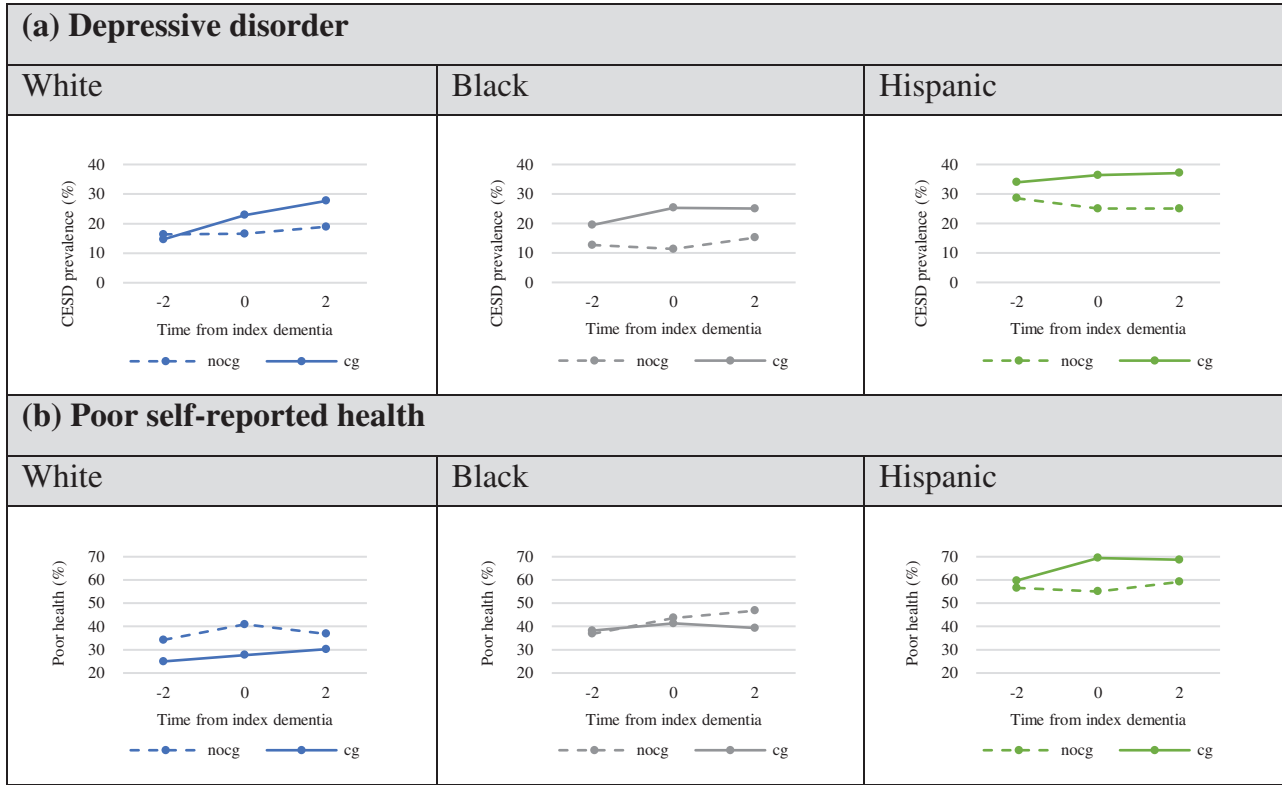 (a) Depressive disorder
White
Black
Hispanic
CESD prevalence (%)
40
30
20
10
0
-2
0
2
Time from index dementia
nocg
cg
CESD prevalence (%)
40
30
20
10
0
-2
0
2
Time from index dementia
nocg
cg
CESD prevalence (%)
40
30
20
10
0
-2
0
2
Time from index dementia
nocg
cg
(b) Poor self-reported health
White
Black
Hispanic
Poor health (%)
70
60
50
40
30
20
-2
0
2
Time from index dementia
nocg
cg
Poor health (%)
70
60
50
40
30
20
-2
0
2
Time from index dementia
nocg
cg
Poor health (%)
70
60
50
40
30
20
-2
0
2
Time from index dementia
nocg
cg